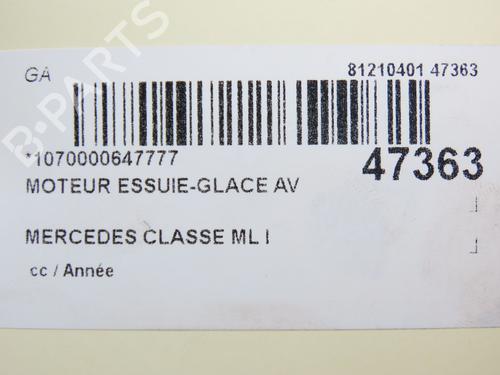 GA 81210401 47363
*1070000647777 47363
MOTEUR ESSUIE-GLACE AV
MERCEDES CLASSE ML I
cc / Année
B-PARTS